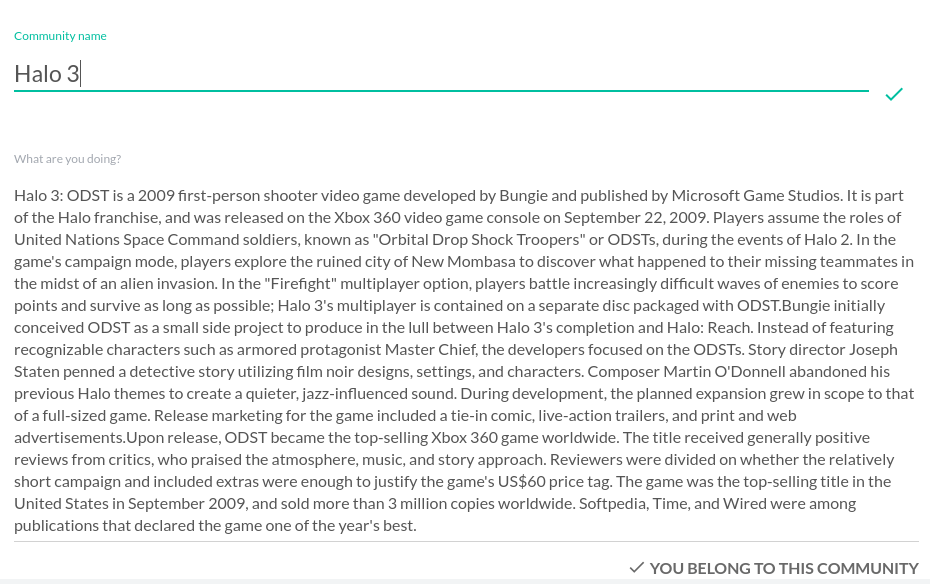 Community name
Halo 3
What are you doing?
Halo 3: ODST is a 2009 first-person shooter video game developed by Bungie and published by Microsoft Game Studios. It is part
of the Halo franchise, and was released on the Xbox 360 video game console on September 22, 2009. Players assume the roles of
United Nations Space Command soldiers, known as "Orbital Drop Shock Troopers" or ODSTs, during the events of Halo 2. In the
game's campaign mode, players explore the ruined city of New Mombasa to discover what happened to their missing teammates in
the midst of an alien invasion. In the "Firefight" multiplayer option, players battle increasingly difficult waves of enemies to score
points and survive as long as possible; Halo 3's multiplayer is contained on a separate disc packaged with ODST.Bungie initially
conceived ODST as a small side project to produce in the lull between Halo 3's completion and Halo: Reach. Instead of featuring
recognizable characters such as armored protagonist Master Chief, the developers focused on the ODSTs. Story director Joseph
Staten penned a detective story utilizing film noir designs, settings, and characters. Composer Martin O'Donnell abandoned his
previous Halo themes to create a quieter, jazz-influenced sound. During development, the planned expansion grew in scope to that
of a full-sized game. Release marketing for the game included a tie-in comic, live-action trailers, and print and web
advertisements.Upon release, ODST became the top-selling Xbox 360 game worldwide. The title received generally positive
reviews from critics, who praised the atmosphere, music, and story approach. Reviewers were divided on whether the relatively
short campaign and included extras were enough to justify the game's US$60 price tag. The game was the top-selling title in the
United States in September 2009, and sold more than 3 million copies worldwide. Softpedia, Time, and Wired were among
publications that declared the game one of the year's best.
YOU BELONG TO THIS COMMUNITY